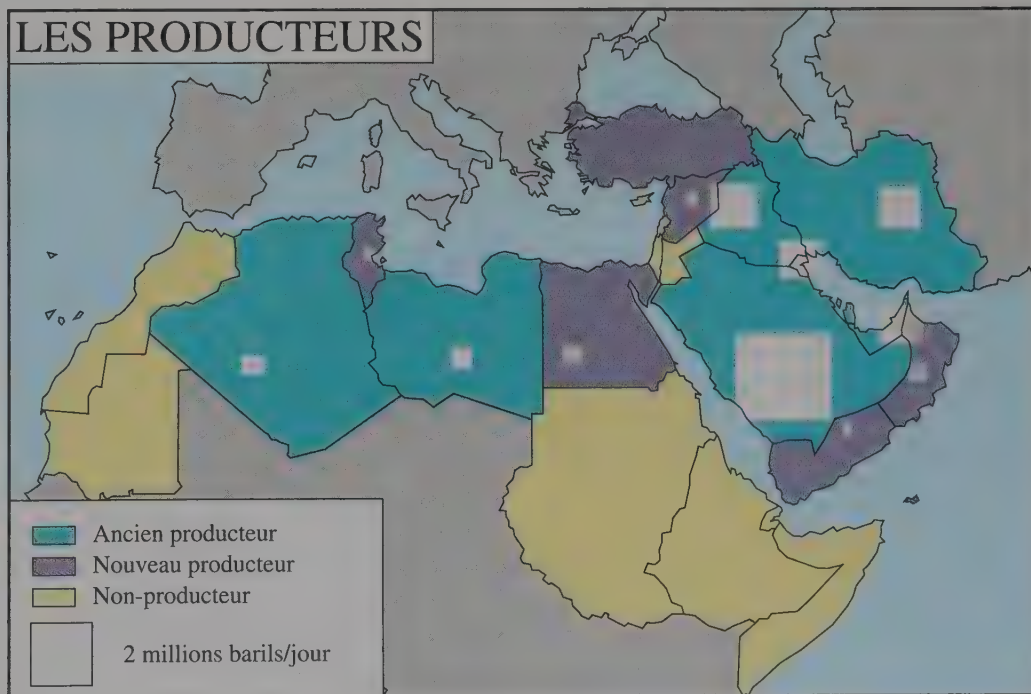 LES PRODUCTEURS
Ancien producteur
Nouveau producteur
Non-producteur
2 millions barils/jour